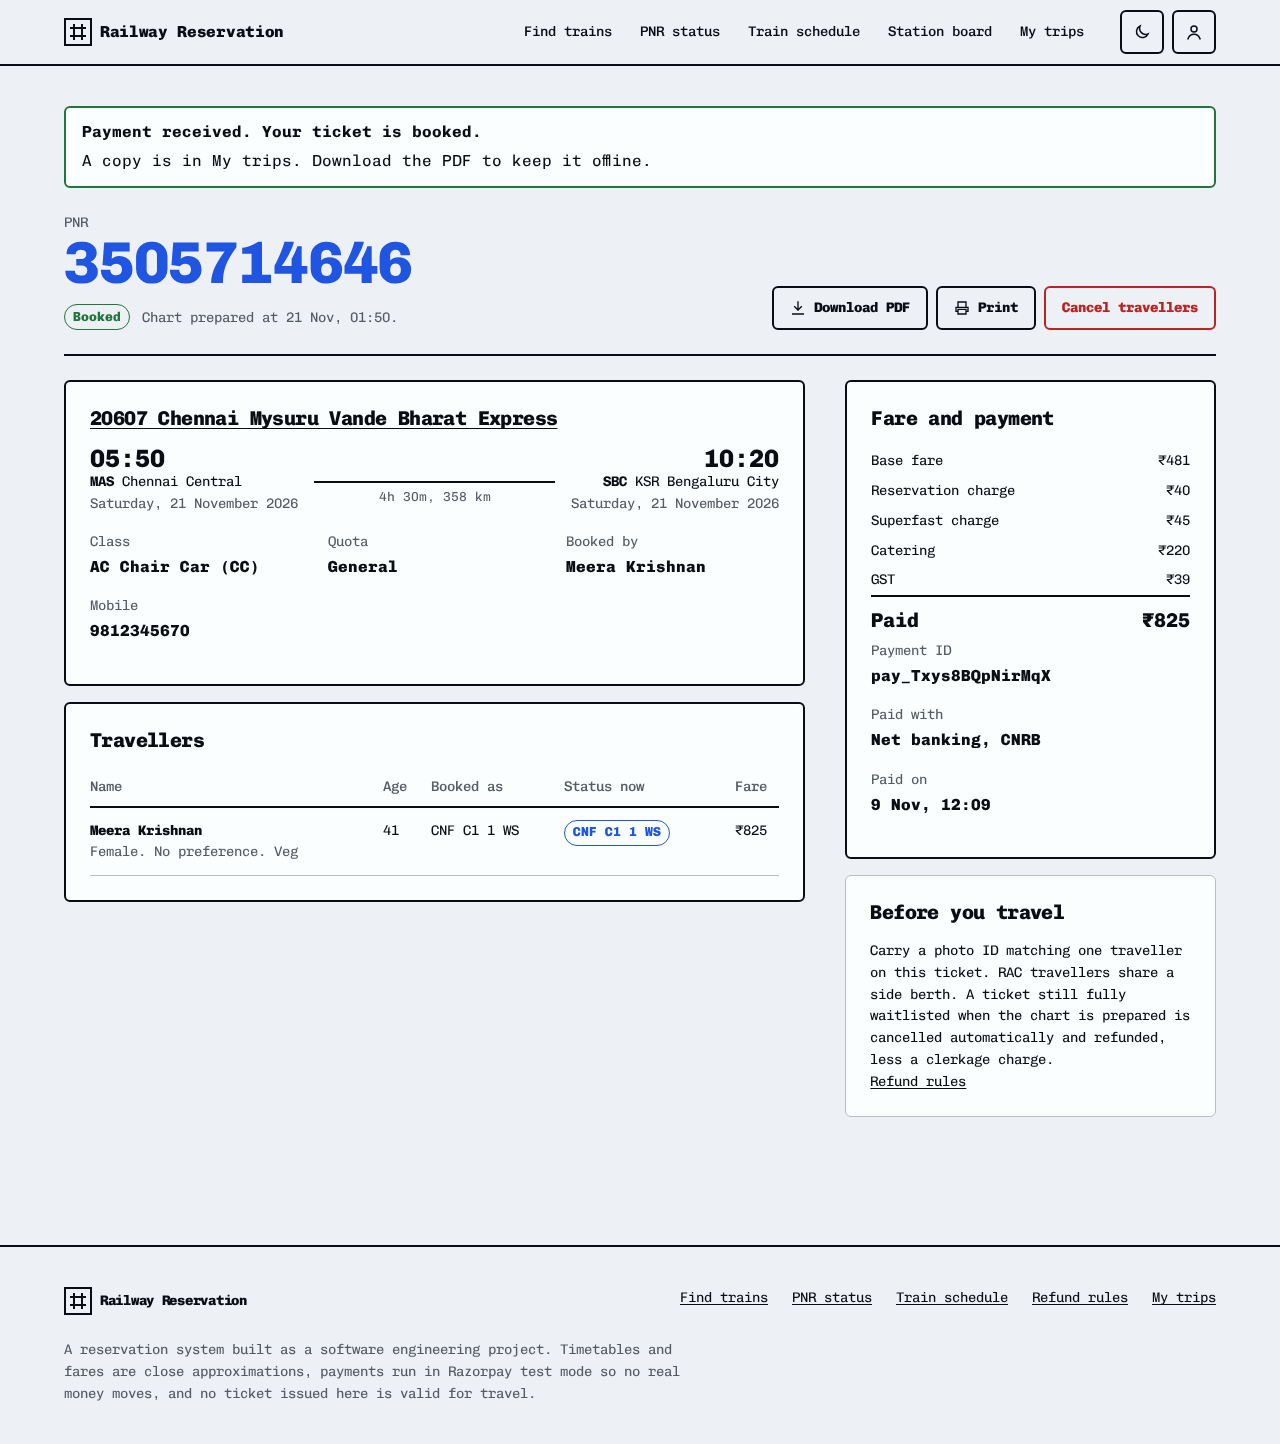 Railway Reservation
Find trains
PNR status
Train schedule
Station board
My trips
Payment received. Your ticket is booked.
A copy is in My trips. Download the PDF to keep it offline.
PNR
3505714646
Booked
Chart prepared at 21 Nov, 01:50.
Download PDF
Print
Cancel travellers
20607 Chennai Mysuru Vande Bharat Express
05:50
MAS Chennai Central
Saturday, 21 November 2026
4h 30m, 358 km
10:20
SBC KSR Bengaluru City
Saturday, 21 November 2026
Class
AC Chair Car (CC)
Quota
General
Booked by
Meera Krishnan
Mobile
9812345670
Travellers
Name Age Booked as Status now Fare
Meera Krishnan 41 CNF C1 1 WS CNF C1 1 WS ₹825
Female. No preference. Veg
Fare and payment
Base fare ₹481
Reservation charge ₹40
Superfast charge ₹45
Catering ₹220
GST ₹39
Paid ₹825
Payment ID
pay_Txys8BQpNirMqX
Paid with
Net banking, CNRB
Paid on
9 Nov, 12:09
Before you travel
Carry a photo ID matching one traveller
on this ticket. RAC travellers share a
side berth. A ticket still fully
waitlisted when the chart is prepared is
cancelled automatically and refunded,
less a clerkage charge.
Refund rules
Railway Reservation
Find trains
PNR status
Train schedule
Refund rules
My trips
A reservation system built as a software engineering project. Timetables and
fares are close approximations, payments run in Razorpay test mode so no real
money moves, and no ticket issued here is valid for travel.